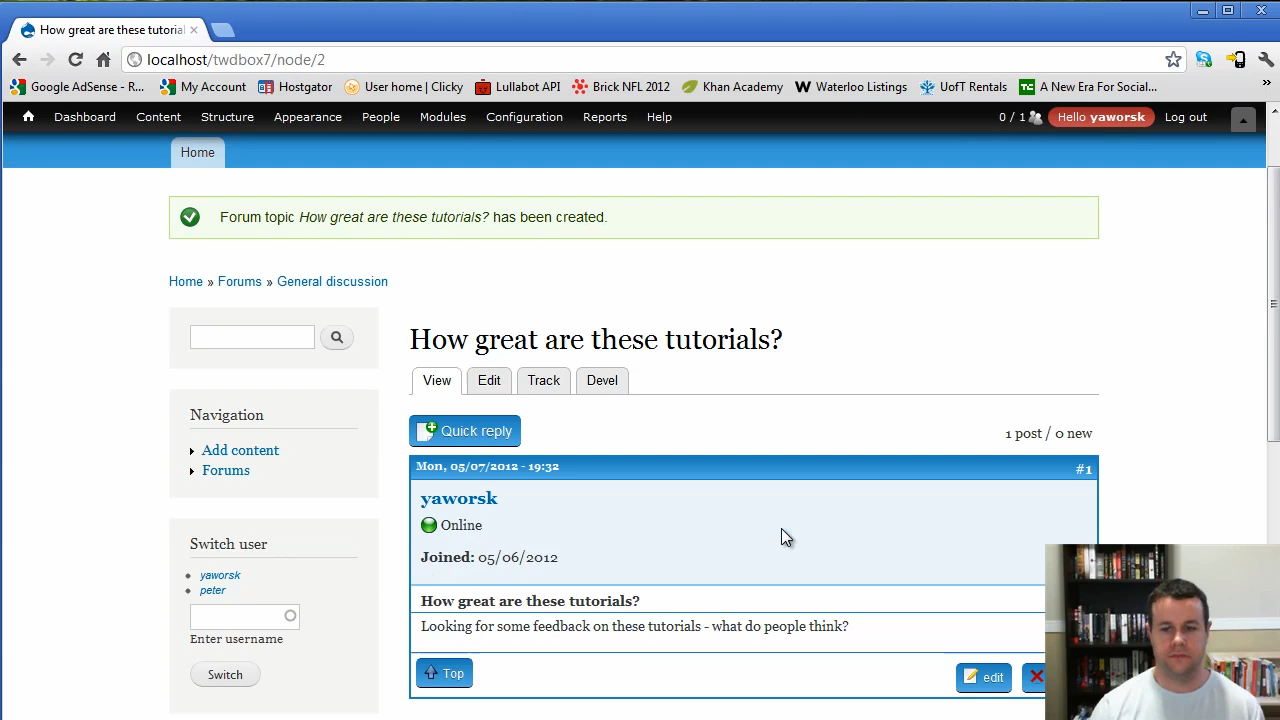 How great are these tutorial
localhost/twdbox7/node/2
Google AdSense - R... My Account Hostgato User home | Clicky Lullabot API Brick NFL 2012 Khan Academy Waterloo Listings UofT Rentals A New Era For Social... »
Dashboard Content Structure Appearance People Modules Configuration Reports Help 0 / 1 Hello yaworsk Log out
Home
Forum topic How great are these tutorials? has been created.
Home » Forums » General discussion
How great are these tutorials?
View Edit Track Devel
Navigation
Add content
Forums
Quick reply
1 post / 0 new
Mon, 05/07/2012 - 19:32 #1
yaworsk
Online
Joined: 05/06/2012
Switch user
yaworsk
peter
Enter username
Switch
How great are these tutorials?
Looking for some feedback on these tutorials - what do people think?
Top
edit